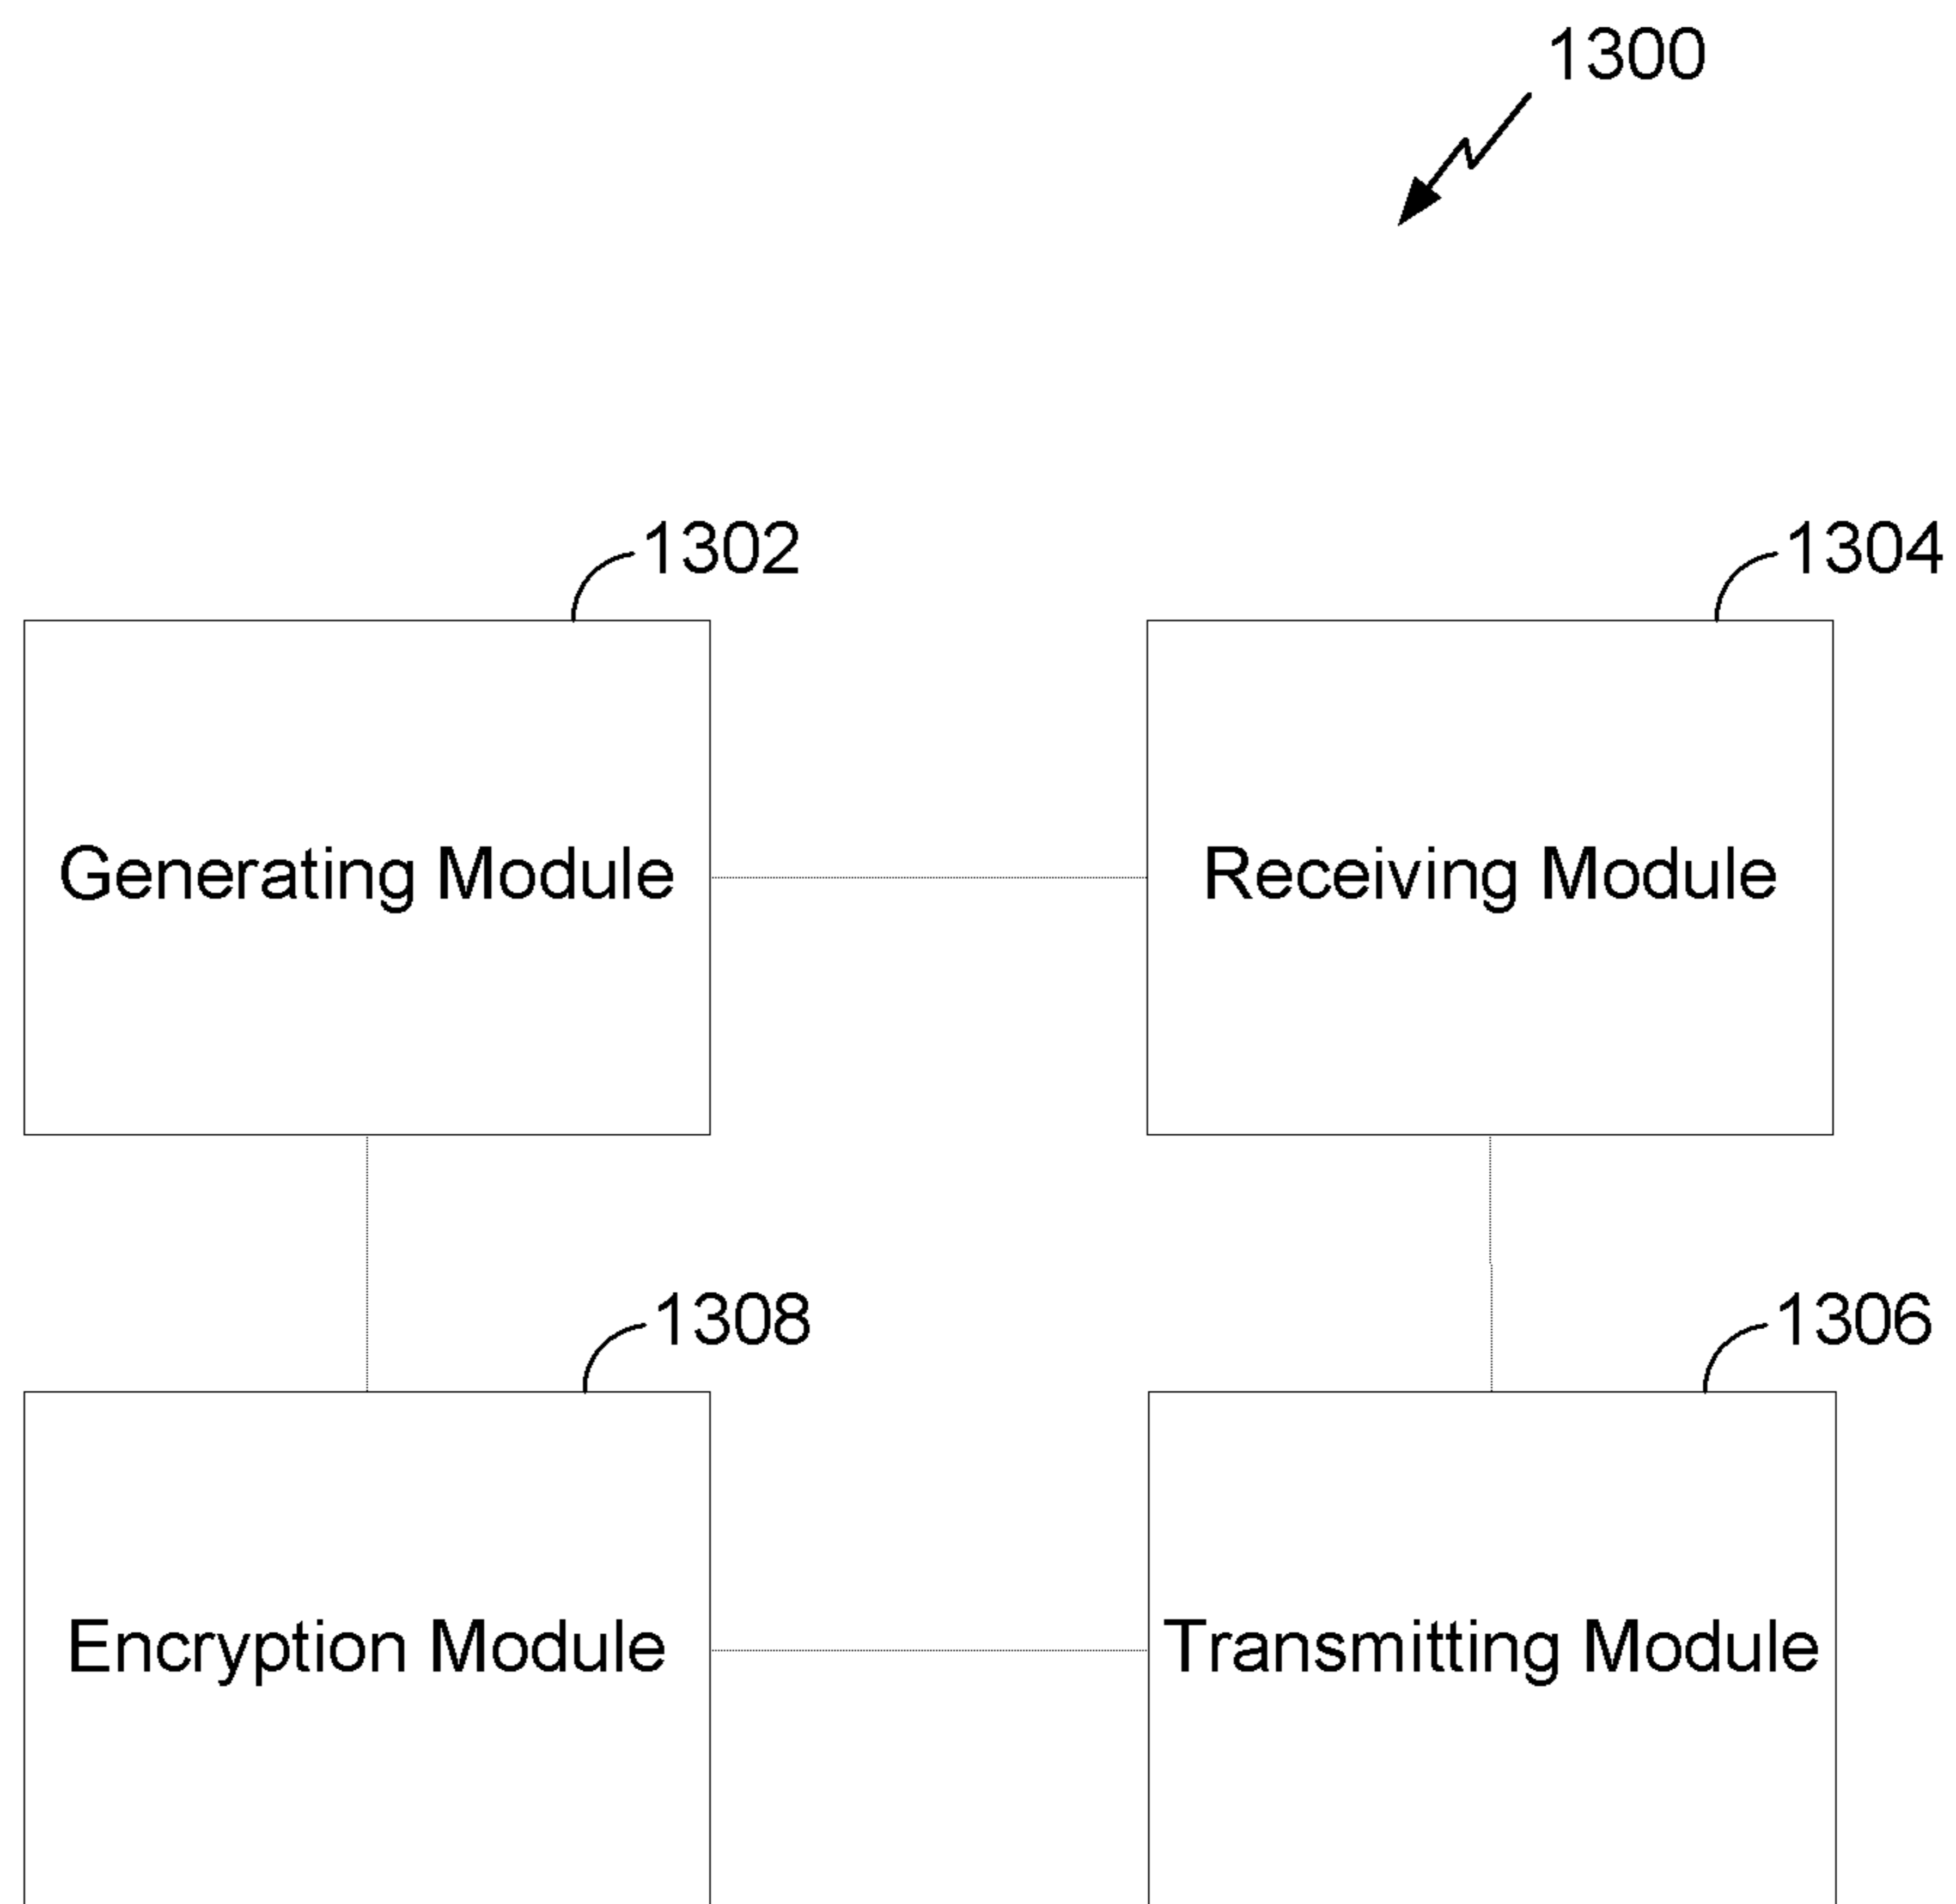 1300
1302
1304
Generating Module
Receiving Module
1308
1306
Encryption Module
Transmitting Module